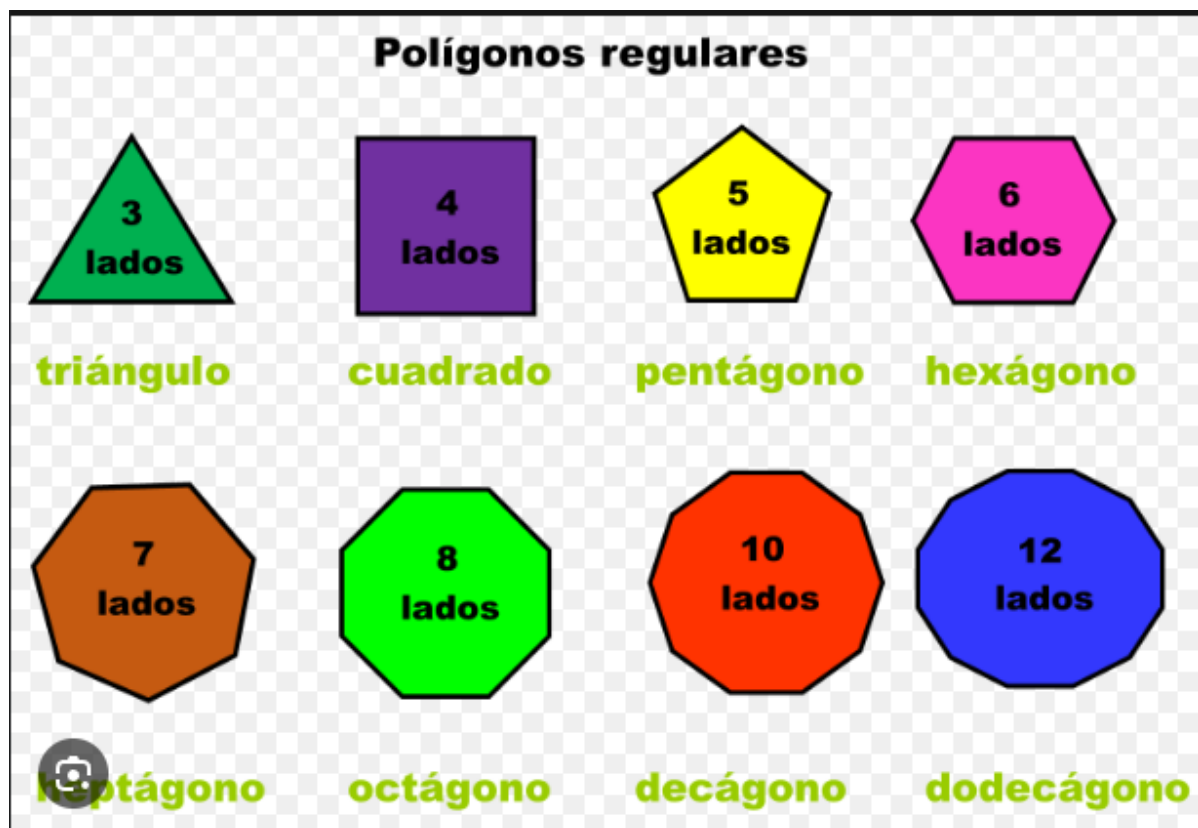 Polígonos regulares
3
lados
4
lados
5
lados
6
lados
triángulo
cuadrado
pentágono
hexágono
7
lados
8
lados
10
lados
12
lados
octágono
decágono
dodecágono